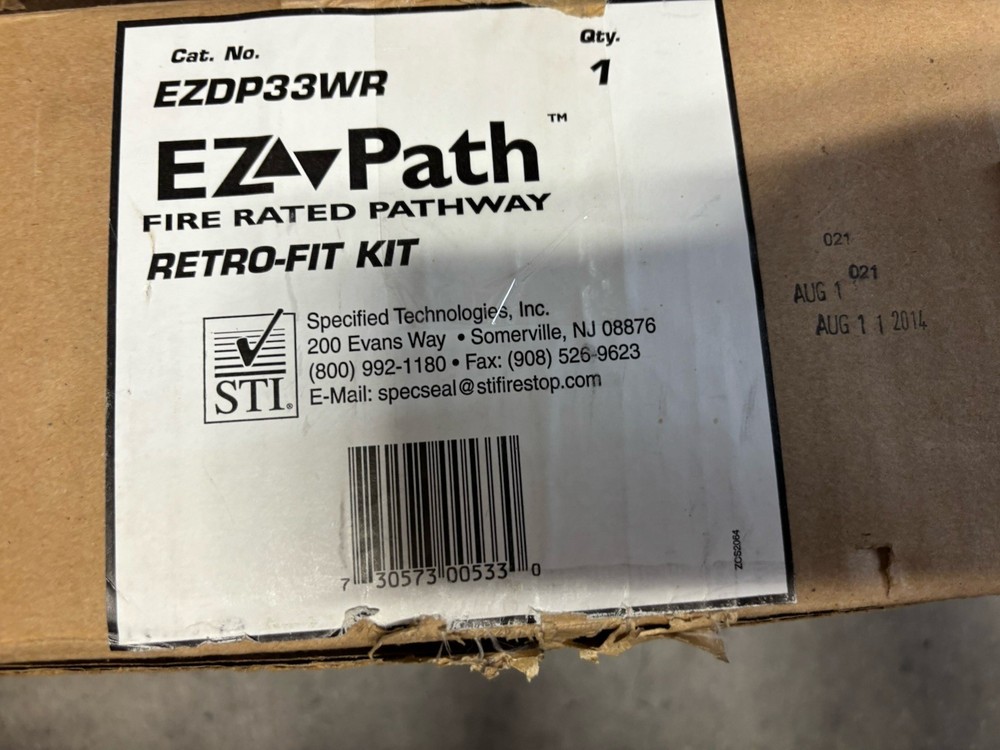 Cat. No.
EZDP33WR
Qty.
1
EZ Path™
FIRE RATED PATHWAY
RETRO-FIT KIT
STI®
Specified Technologies, Inc.
200 Evans Way • Somerville, NJ 08876
(800) 992-1180 • Fax: (908) 526-9623
E-Mail: specseal@stifirestop.com
7 30573 00533 0
ZCS2064
021
021
AUG 1
AUG 1 1 2014